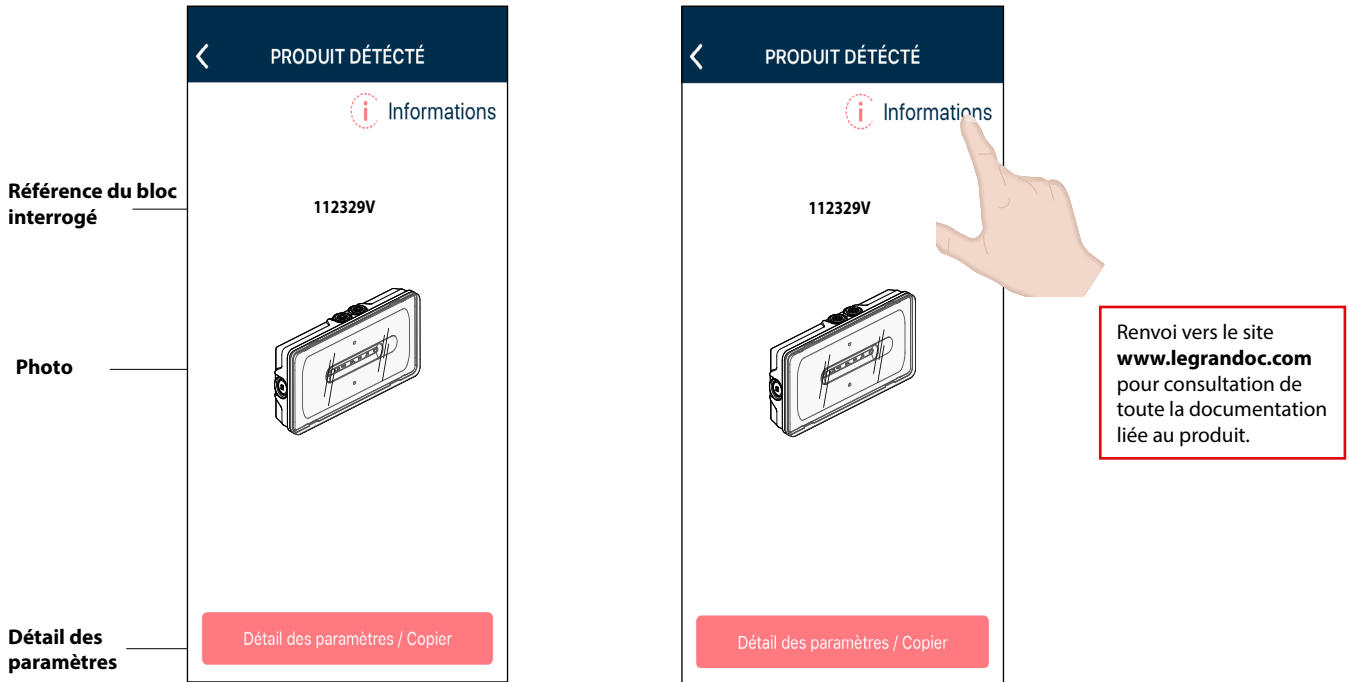 PRODUIT DÉTÉCTÉ
i Informations
Référence du bloc
interrogé
112329V
Photo
Détail des
paramètres
Détail des paramètres / Copier
PRODUIT DÉTÉCTÉ
i Informations
112329V
Renvoi vers le site
www.legrandoc.com
pour consultation de
toute la documentation
liée au produit.
Détail des paramètres / Copier